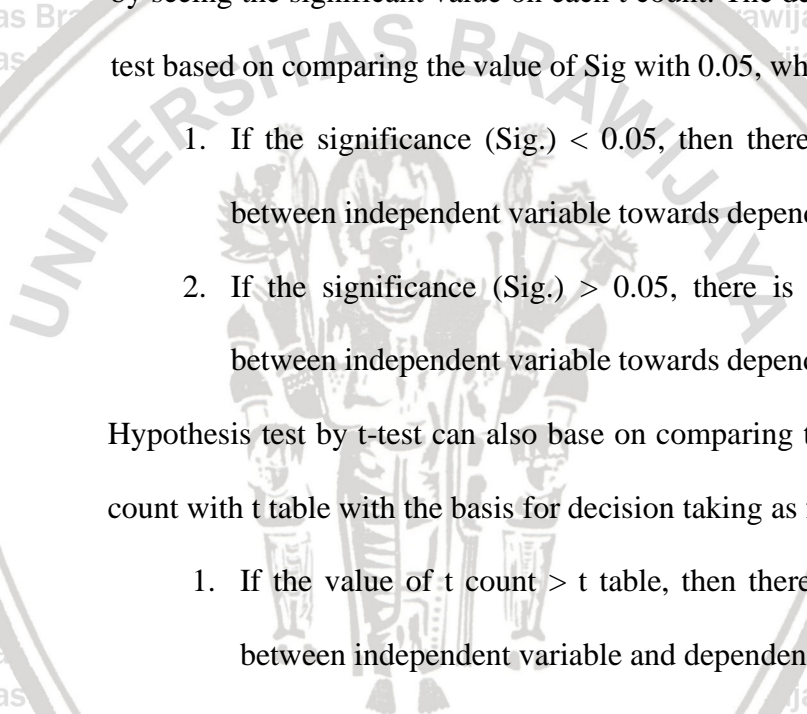 by seeing the significant value on each t count. The
test based on comparing the value of Sig with 0.05,
1. If the significance (Sig.) < 0.05, then there
between independent variable towards
2. If the significance (Sig.) > 0.05, there is
between independent variable towards
Hypothesis test by t-test can also base on comparing
count with t table with the basis for decision taking as
1. If the value of t count > t table, then there
between independent variable and
UNIVERSITAS BRAWIJAYA